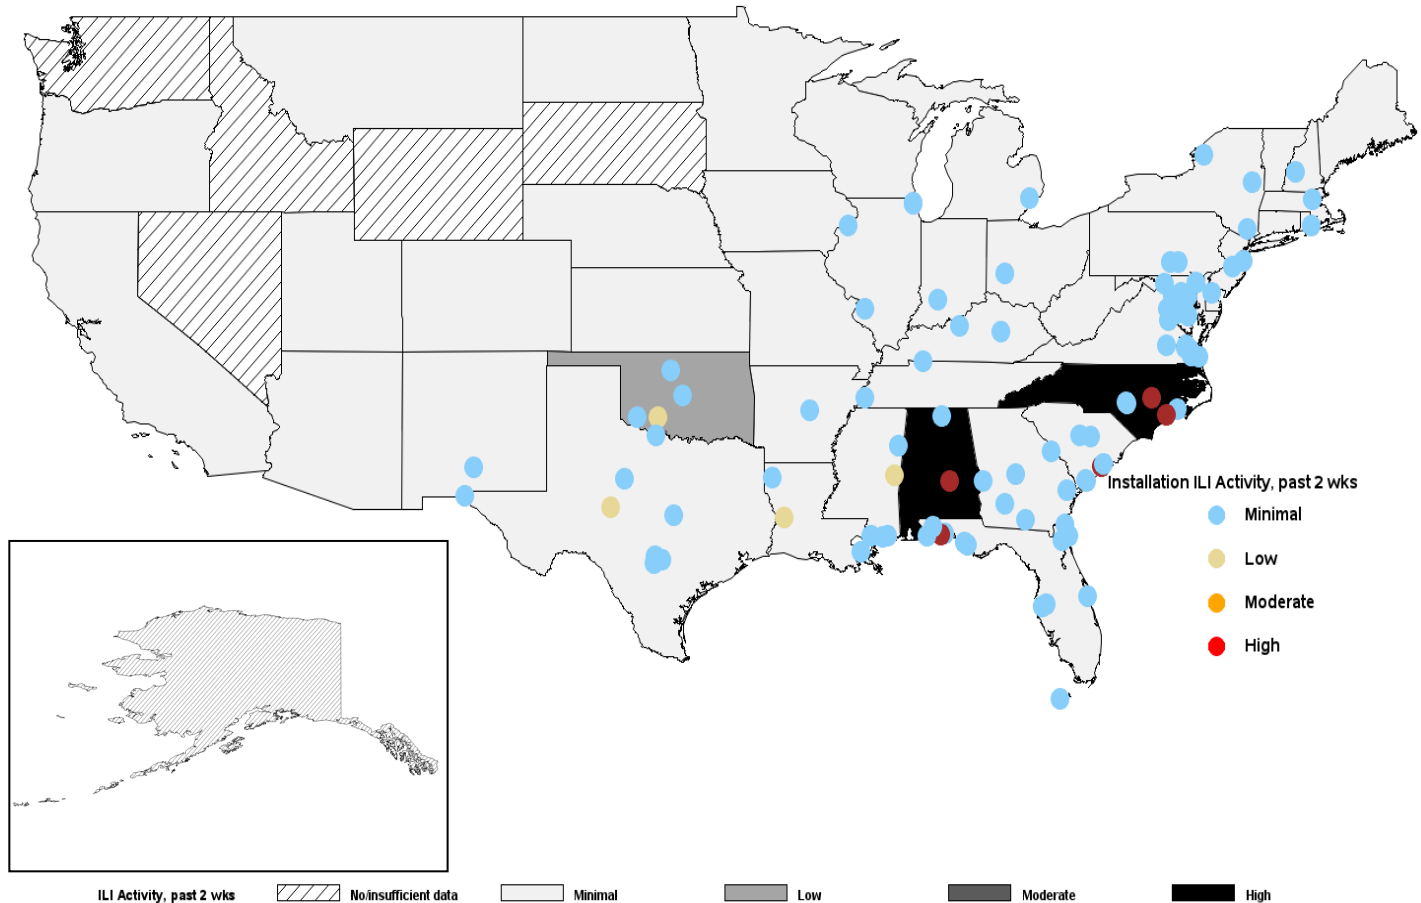 Installation ILI Activity, past 2 wks
Minimal
Low
Moderate
High
ILI Activity, past 2 wks No/insufficient data Minimal Low Moderate High